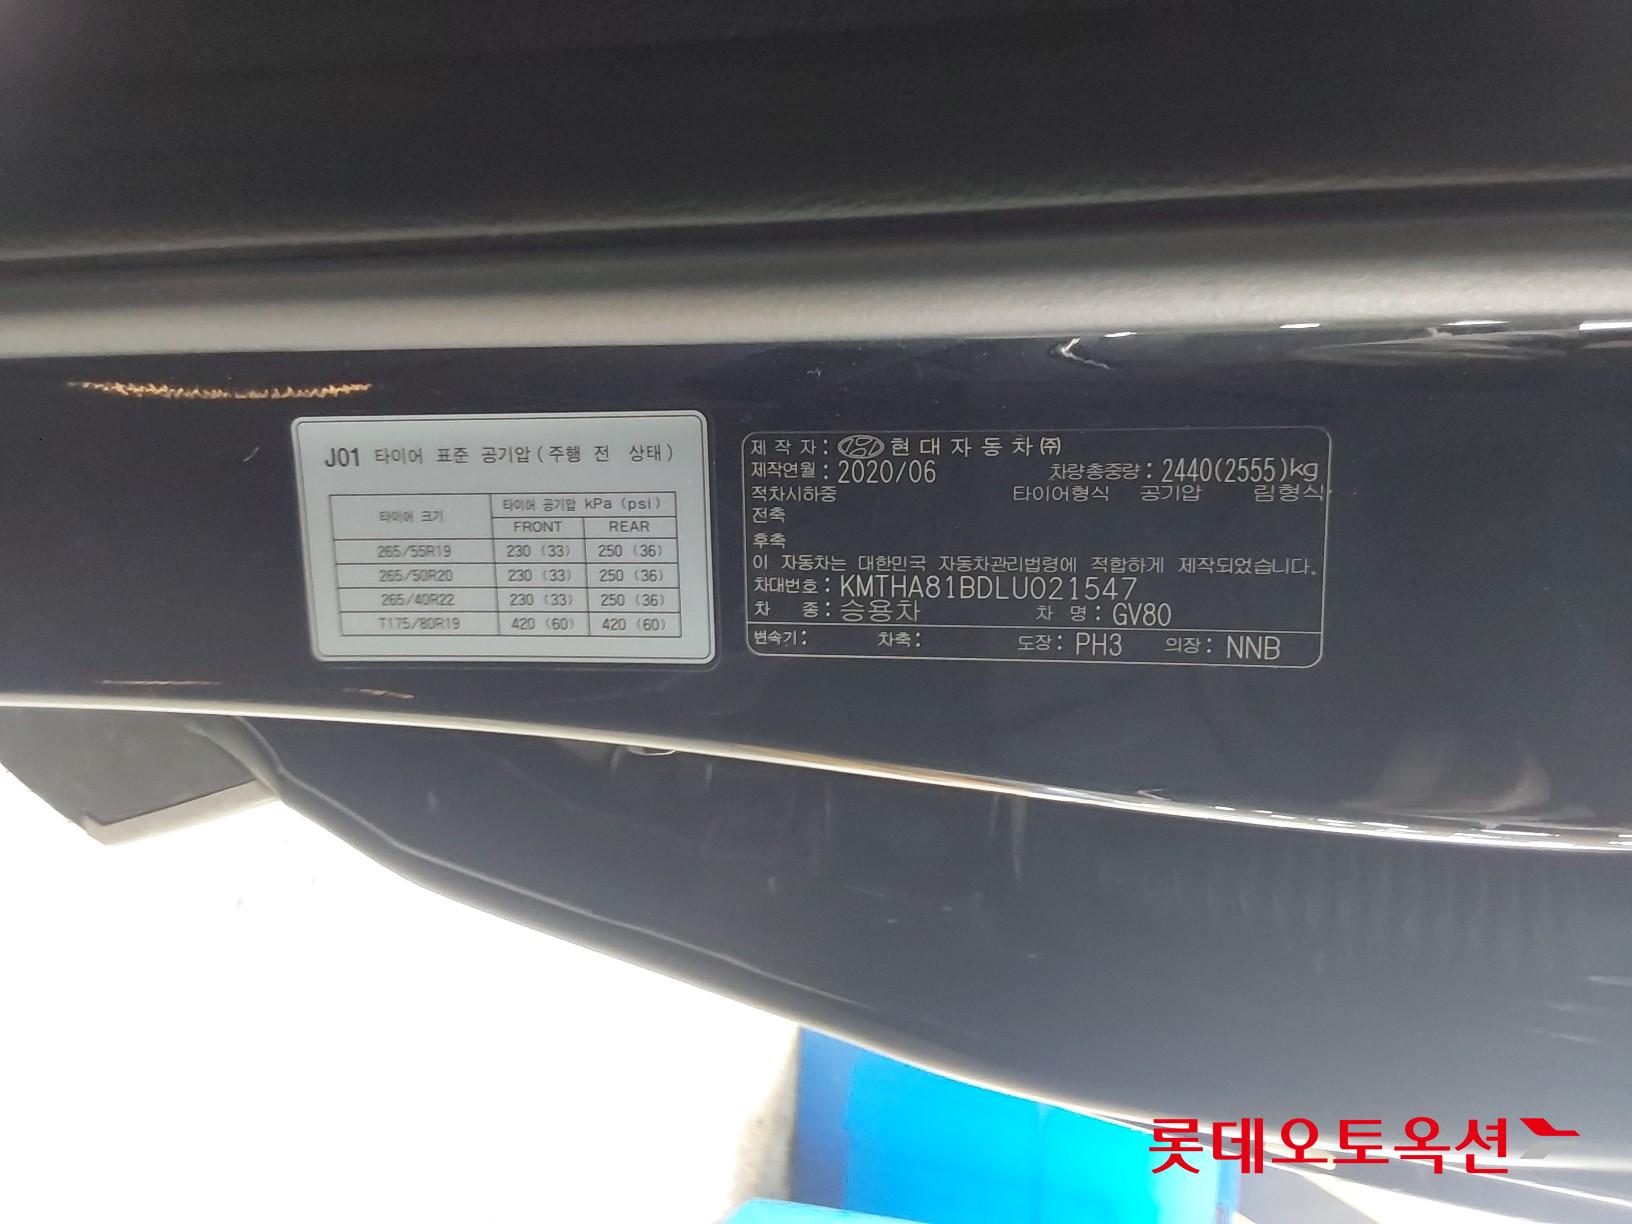 J01 타이어 표준 공기압 (주행 전 상태)
타이어 크기
타이어 공기압 kPa (psi)
FRONT REAR
265/55R19 230 (33) 250 (36)
265/50R20 230 (33) 250 (36)
265/40R22 230 (33) 250 (36)
T175/80R19 420 (60) 420 (60)
제 작 자 : 현 대 자 동 차 ㈜
제작연월 : 2020/06 차량총중량 : 2440(2555)kg
적차시하중 타이어형식 공기압 림형식
전축
후축
이 자동차는 대한민국 자동차관리법령에 적합하게 제작되었습니다.
차대번호 : KMTHA81BDLU021547
차 종 : 승용차 차 명 : GV80
변속기 : 차축 : 도장 : PH3 의장 : NNB
롯데오토옥션